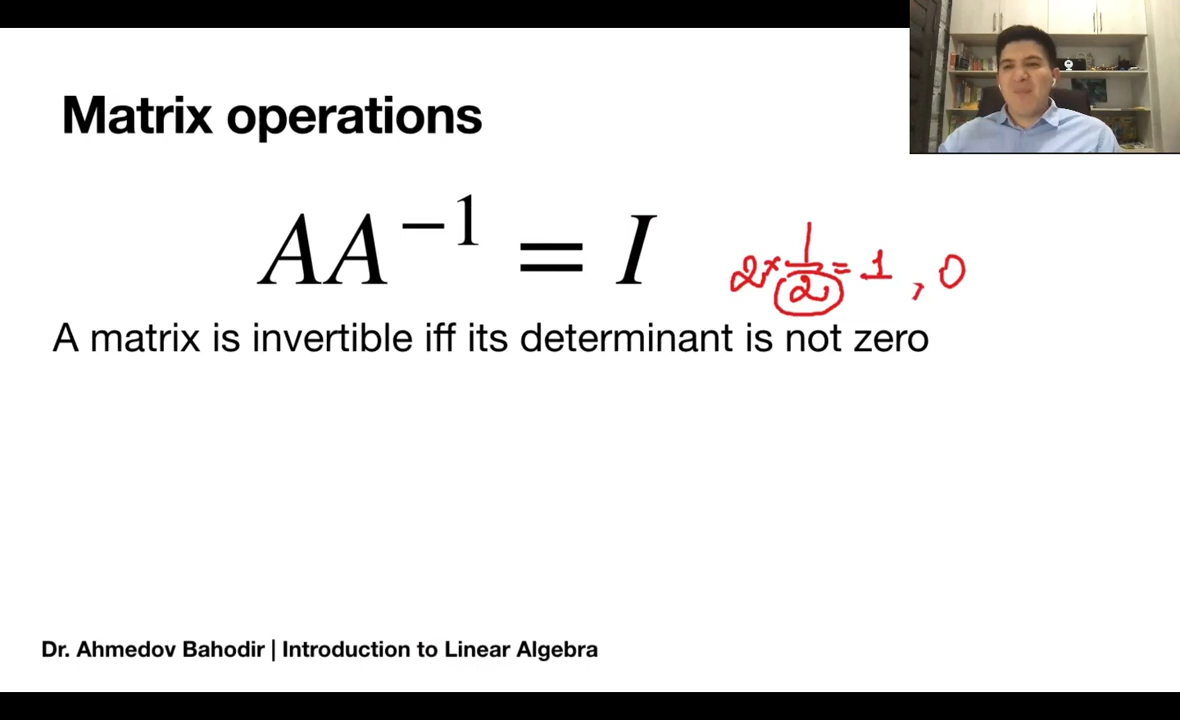 Matrix operations
AA⁻¹ = I
2 × 1/2 = 1 , 0
A matrix is invertible iff its determinant is not zero
Dr. Ahmedov Bahodir | Introduction to Linear Algebra